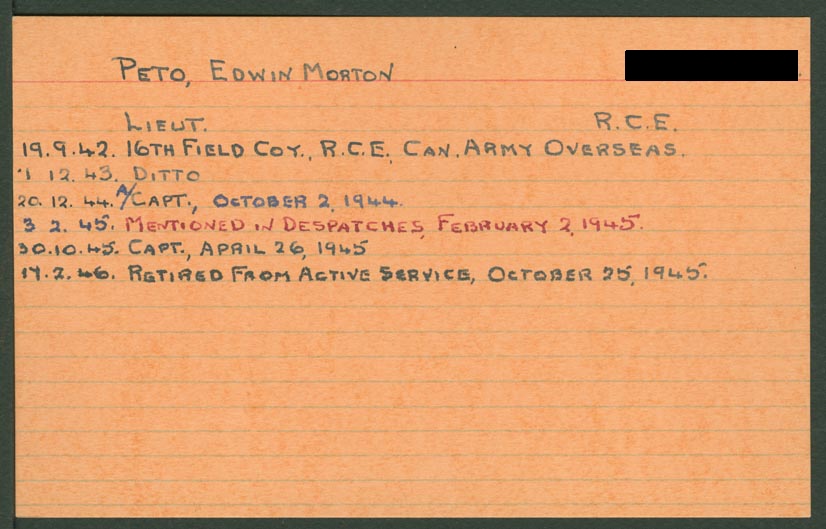 PETO, EDWIN MORTON
LIEUT. R.C.E.
19.9.42. 16TH FIELD COY., R.C.E. CAN. ARMY OVERSEAS.
1 12. 43. DITTO
20. 12. 44. A/CAPT., OCTOBER 2, 1944.
3 2. 45. MENTIONED IN DESPATCHES, FEBRUARY 2, 1945.
30.10.45. CAPT., APRIL 26, 1945
.2.46. RETIRED FROM ACTIVE SERVICE, OCTOBER 25, 1945.